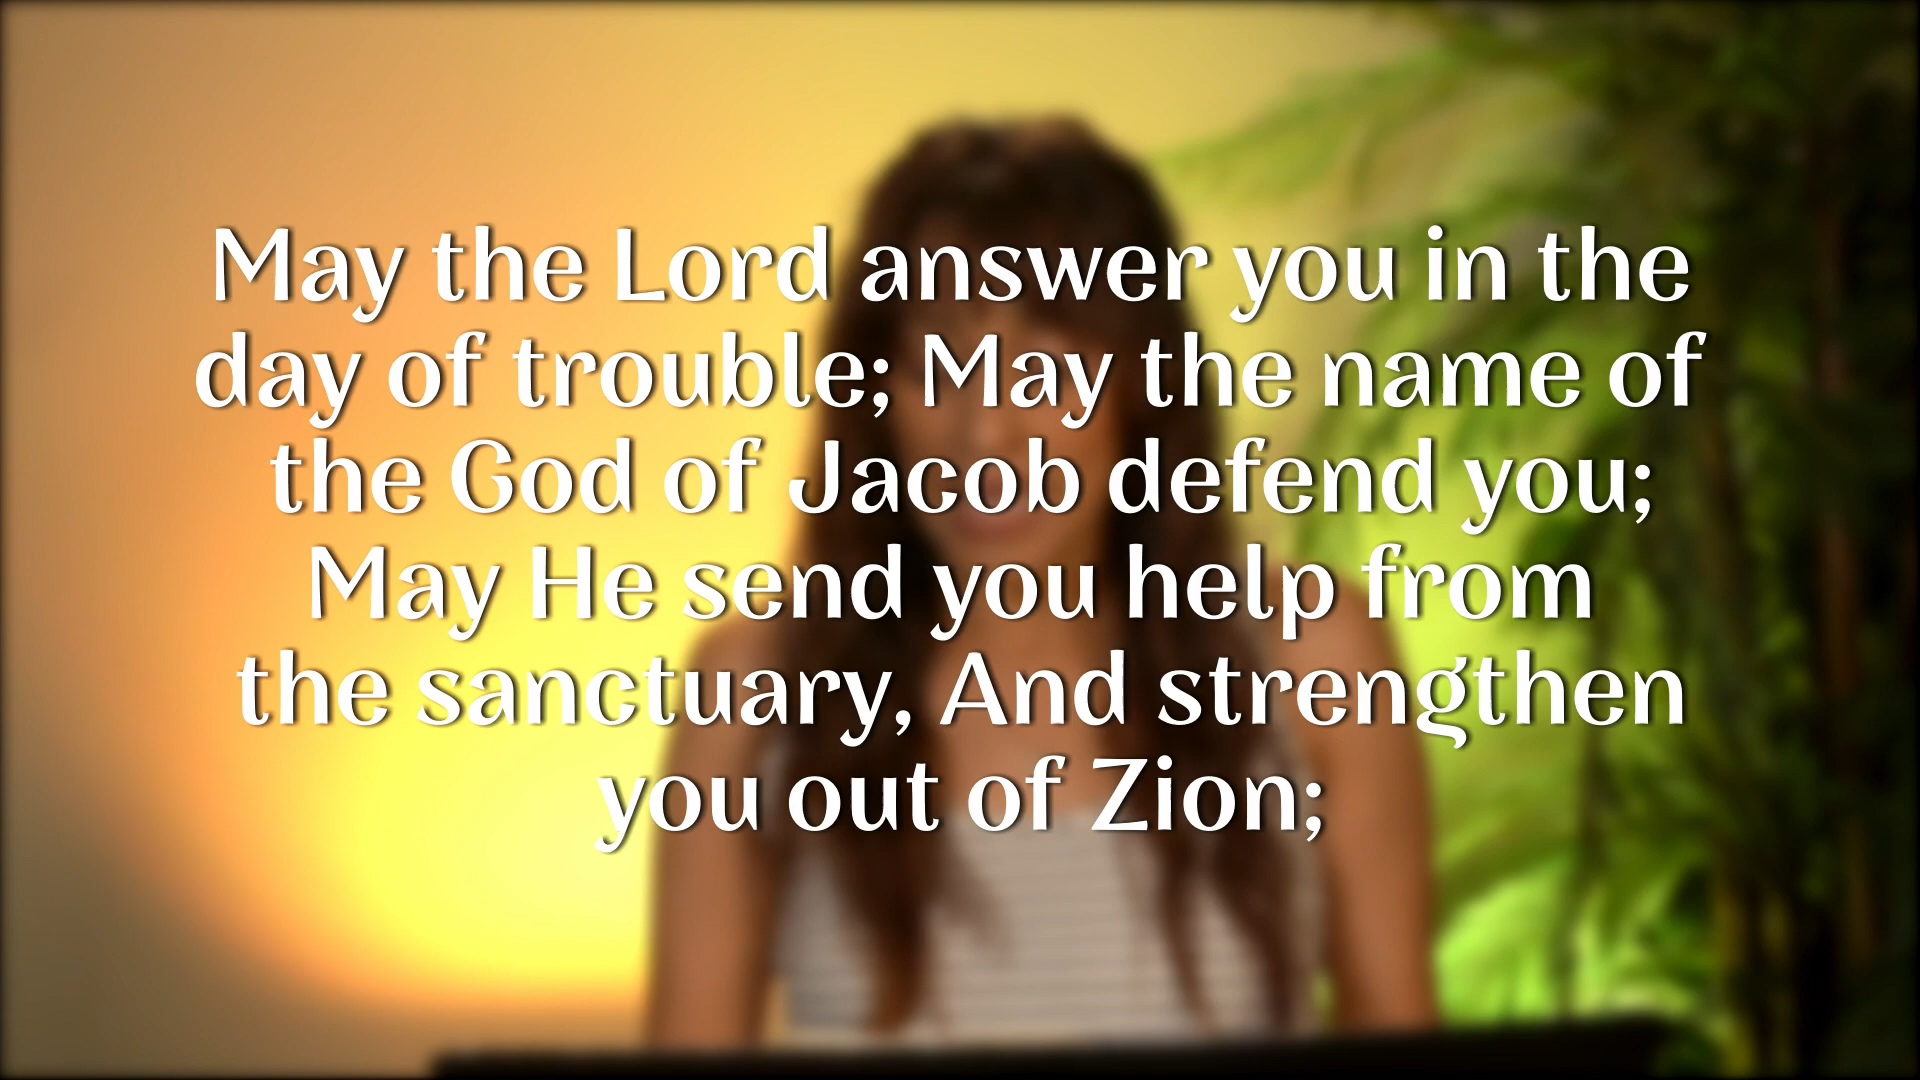 May the Lord answer you in the
day of trouble; May the name of
the God of Jacob defend you;
May He send you help from
the sanctuary, And strengthen
you out of Zion;